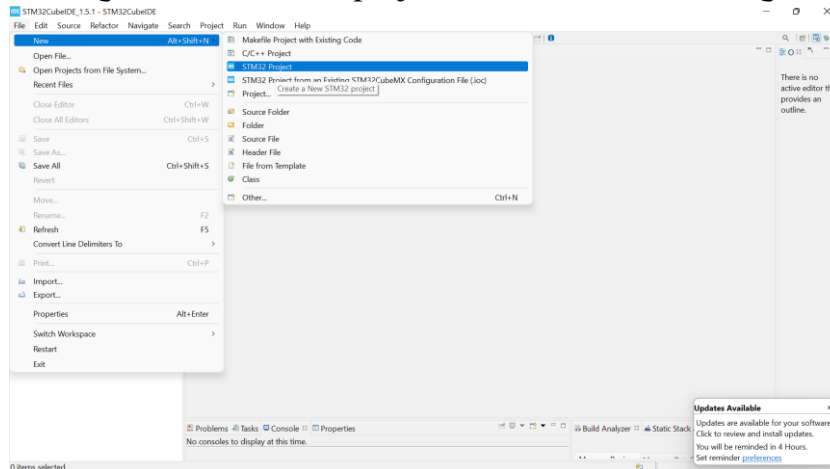 STM32CubeIDE_1.5.1 - STM32CubeIDE
File Edit Source Refactor Navigate Search Project Run Window Help
New Alt+Shift+N
Open File...
Open Projects from File System...
Recent Files
Close Editor Ctrl+W
Close All Editors Ctrl+Shift+W
Save Ctrl+S
Save As...
Save All Ctrl+Shift+S
Revert
Move...
Rename... F2
Refresh F5
Convert Line Delimiters To
Print... Ctrl+P
Import...
Export...
Properties Alt+Enter
Switch Workspace
Restart
Exit
Makefile Project with Existing Code
C/C++ Project
STM32 Project
STM32 Project from an Existing STM32CubeMX Configuration File (.ioc)
Create a New STM32 project
Project...
Source Folder
Folder
Source File
Header File
File from Template
Class
Other... Ctrl+N
There is no
active editor th
provides an
outline.
Problems Tasks Console Properties
No consoles to display at this time.
Build Analyzer Static Stack
Updates Available
Updates are available for your software
Click to review and install updates.
You will be reminded in 4 Hours.
Set reminder preferences
0 items selected